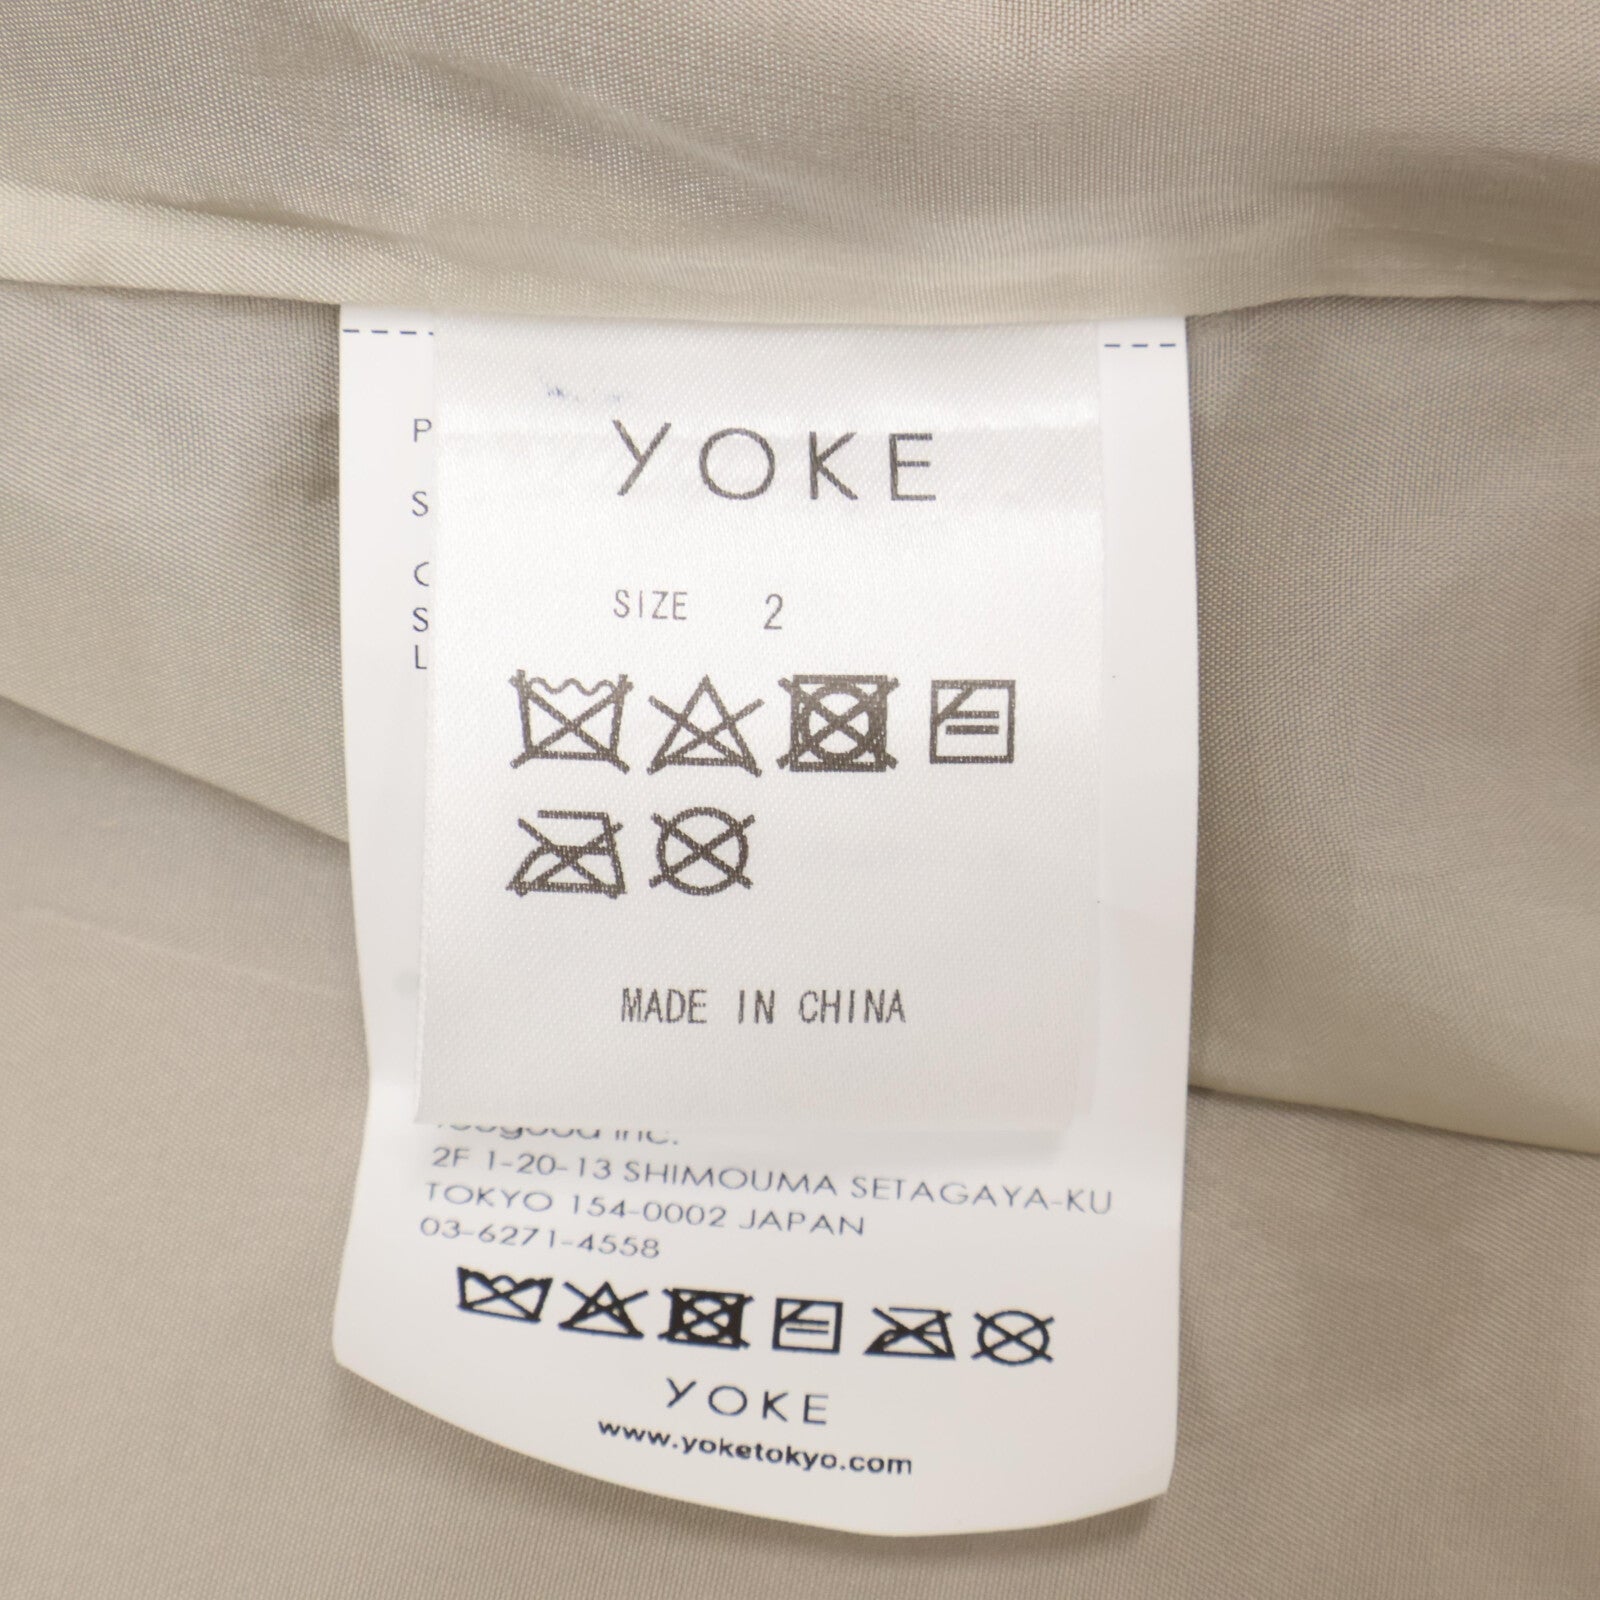 YOKE
SIZE 2
MADE IN CHINA
P
S
C
S
L
inc.
2F 1-20-13 SHIMOUMA SETAGAYA-KU
TOKYO 154-0002 JAPAN
03-6271-4558
YOKE
www.yoketokyo.com